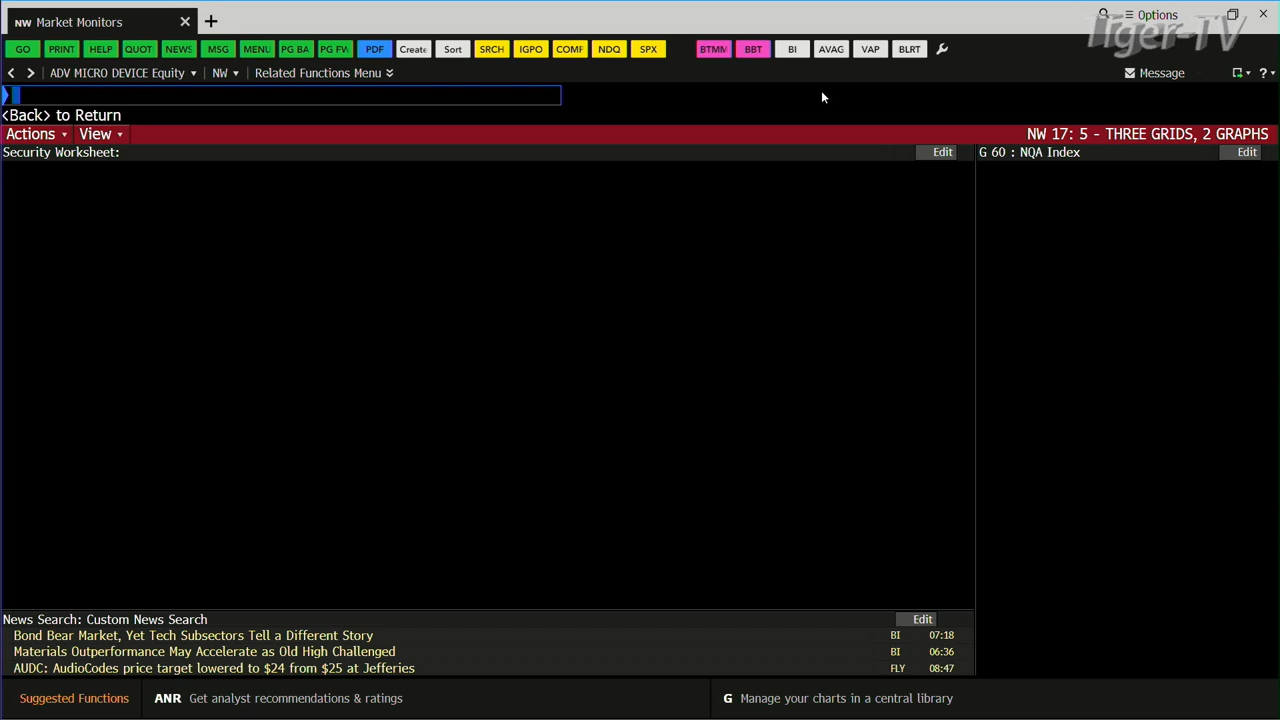 NW Market Monitors
Options
Tiger-TV
GO PRINT HELP QUOT NEWS MSG MENU PG BA PG FW PDF Create Sort SRCH IGPO COMF NDQ SPX BTMM BBT BI AVAG VAP BLRT
ADV MICRO DEVICE Equity NW Related Functions Menu Message ?
<Back> to Return
Actions View NW 17: 5 - THREE GRIDS, 2 GRAPHS
Security Worksheet: Edit G 60 : NQA Index Edit
News Search: Custom News Search Edit
Bond Bear Market, Yet Tech Subsectors Tell a Different Story BI 07:18
Materials Outperformance May Accelerate as Old High Challenged BI 06:36
AUDC: AudioCodes price target lowered to $24 from $25 at Jefferies FLY 08:47
Suggested Functions ANR Get analyst recommendations & ratings G Manage your charts in a central library